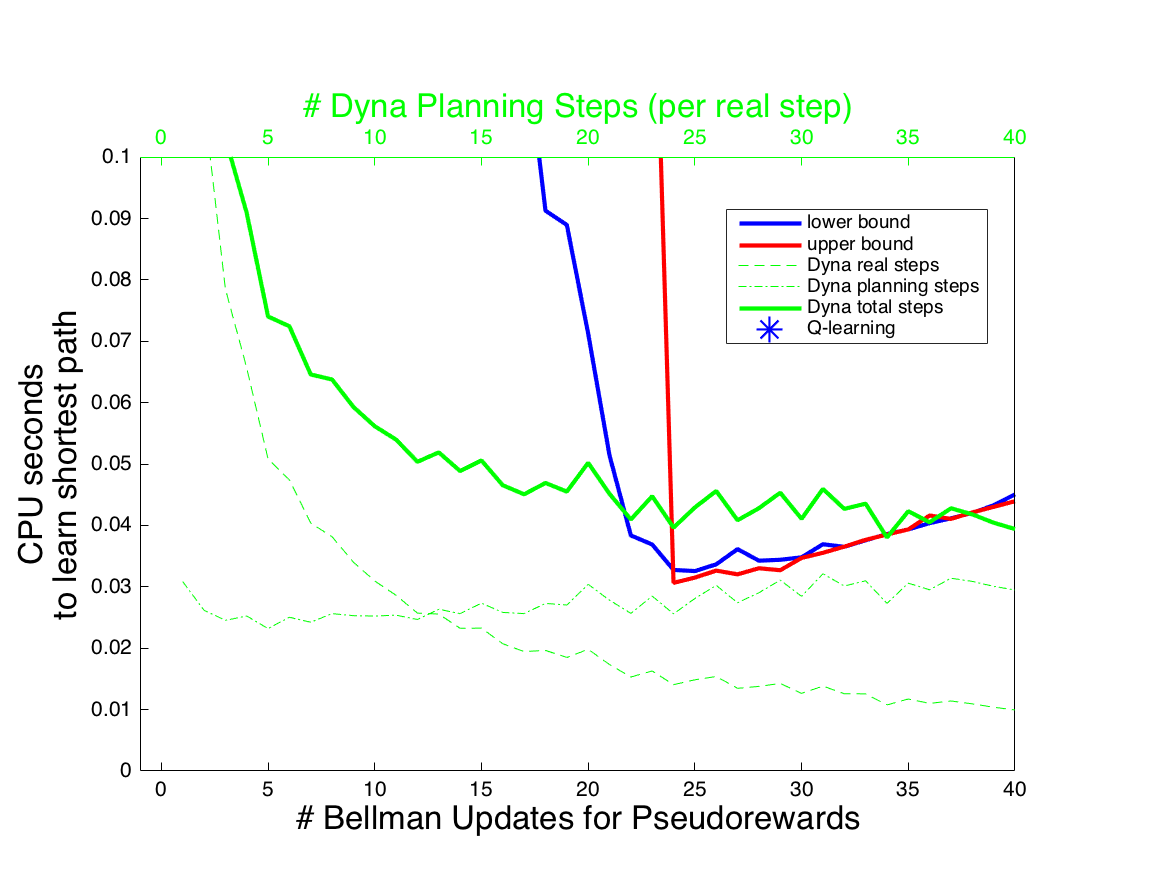 # Dyna Planning Steps (per real step)
0 5 10 15 20 25 30 35 40
0.1
0.09
0.08
0.07
0.06
0.05
0.04
0.03
0.02
0.01
0
CPU seconds
to learn shortest path
lower bound
upper bound
Dyna real steps
Dyna planning steps
Dyna total steps
Q-learning
0 5 10 15 20 25 30 35 40
# Bellman Updates for Pseudorewards